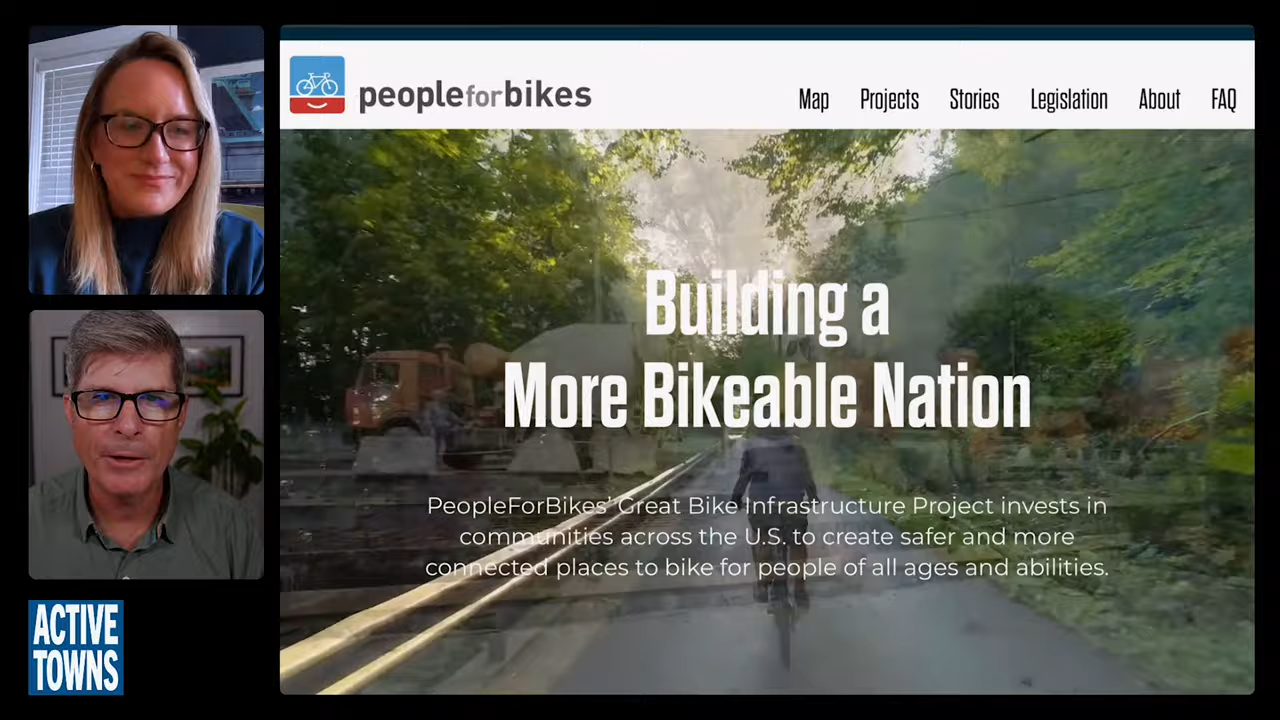 peopleforbikes
Map Projects Stories Legislation About FAQ
Building a
More Bikeable Nation
PeopleForBikes' Great Bike Infrastructure Project invests in
communities across the U.S. to create safer and more
connected places to bike for people of all ages and abilities.
ACTIVE
TOWNS